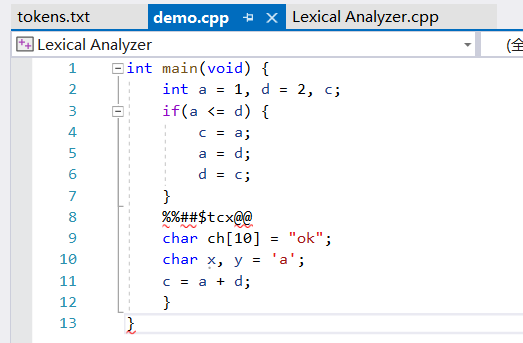 tokens.txt demo.cpp Lexical Analyzer.cpp
Lexical Analyzer (全
1 int main(void) {
2 int a = 1, d = 2, c;
3 if(a <= d) {
4 c = a;
5 a = d;
6 d = c;
7 }
8 %%##$tcx@@
9 char ch[10] = "ok";
10 char x, y = 'a';
11 c = a + d;
12 }
13 }